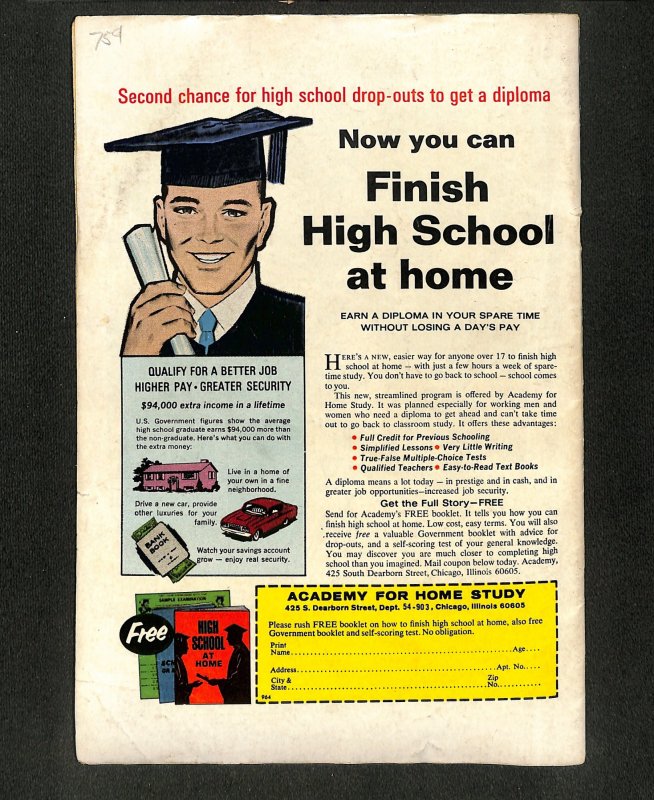 75¢
Second chance for high school drop-outs to get a diploma
Now you can
Finish
High School
at home
EARN A DIPLOMA IN YOUR SPARE TIME
WITHOUT LOSING A DAY'S PAY
QUALIFY FOR A BETTER JOB
HIGHER PAY • GREATER SECURITY
$94,000 extra income in a lifetime
U.S. Government figures show the average
high school graduate earns $94,000 more than
the non-graduate. Here's what you can do with
the extra money:
Live in a home of
your own in a fine
neighborhood.
Drive a new car, provide
other luxuries for your
family.
BANK
BOOK
Watch your savings account
grow — enjoy real security.
HERE'S A NEW, easier way for anyone over 17 to finish high
school at home — with just a few hours a week of spare-
time study. You don't have to go back to school — school comes
to you.
This new, streamlined program is offered by Academy for
Home Study. It was planned especially for working men and
women who need a diploma to get ahead and can't take time
out to go back to classroom study. It offers these advantages:
• Full Credit for Previous Schooling
• Simplified Lessons • Very Little Writing
• True-False Multiple-Choice Tests
• Qualified Teachers • Easy-to-Read Text Books
A diploma means a lot today — in prestige and in cash, and in
greater job opportunities—increased job security.
Get the Full Story—FREE
Send for Academy's FREE booklet. It tells you how you can
finish high school at home. Low cost, easy terms. You will also
receive free a valuable Government booklet with advice for
drop-outs, and a self-scoring test of your general knowledge.
You may discover you are much closer to completing high
school than you imagined. Mail coupon below today. Academy,
425 South Dearborn Street, Chicago, Illinois 60605.
Free
SAMPLE EXAMINATION
HIGH
SCHOOL
AT
HOME
ACADEMY FOR HOME STUDY
425 S. Dearborn Street, Dept. 54-903, Chicago, Illinois 60605
Please rush FREE booklet on how to finish high school at home, also free
Government booklet and self-scoring test. No obligation.
Print
Name Age
Address Apt. No.
City & Zip
State No.
964